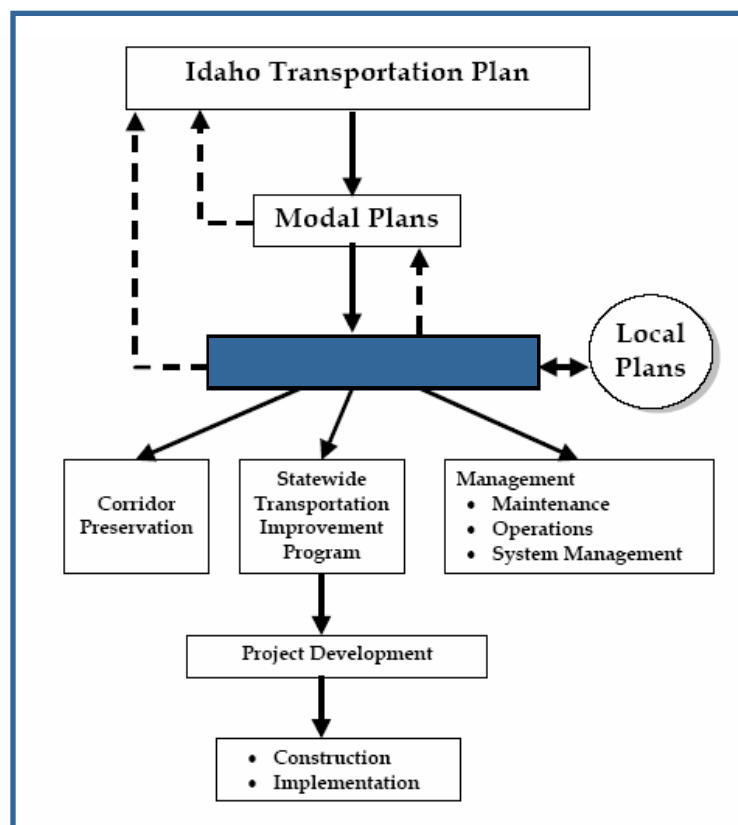 Idaho Transportation Plan
Modal Plans
Local
Plans
Corridor
Preservation
Statewide
Transportation
Improvement
Program
Management
• Maintenance
• Operations
• System Management
Project Development
• Construction
• Implementation